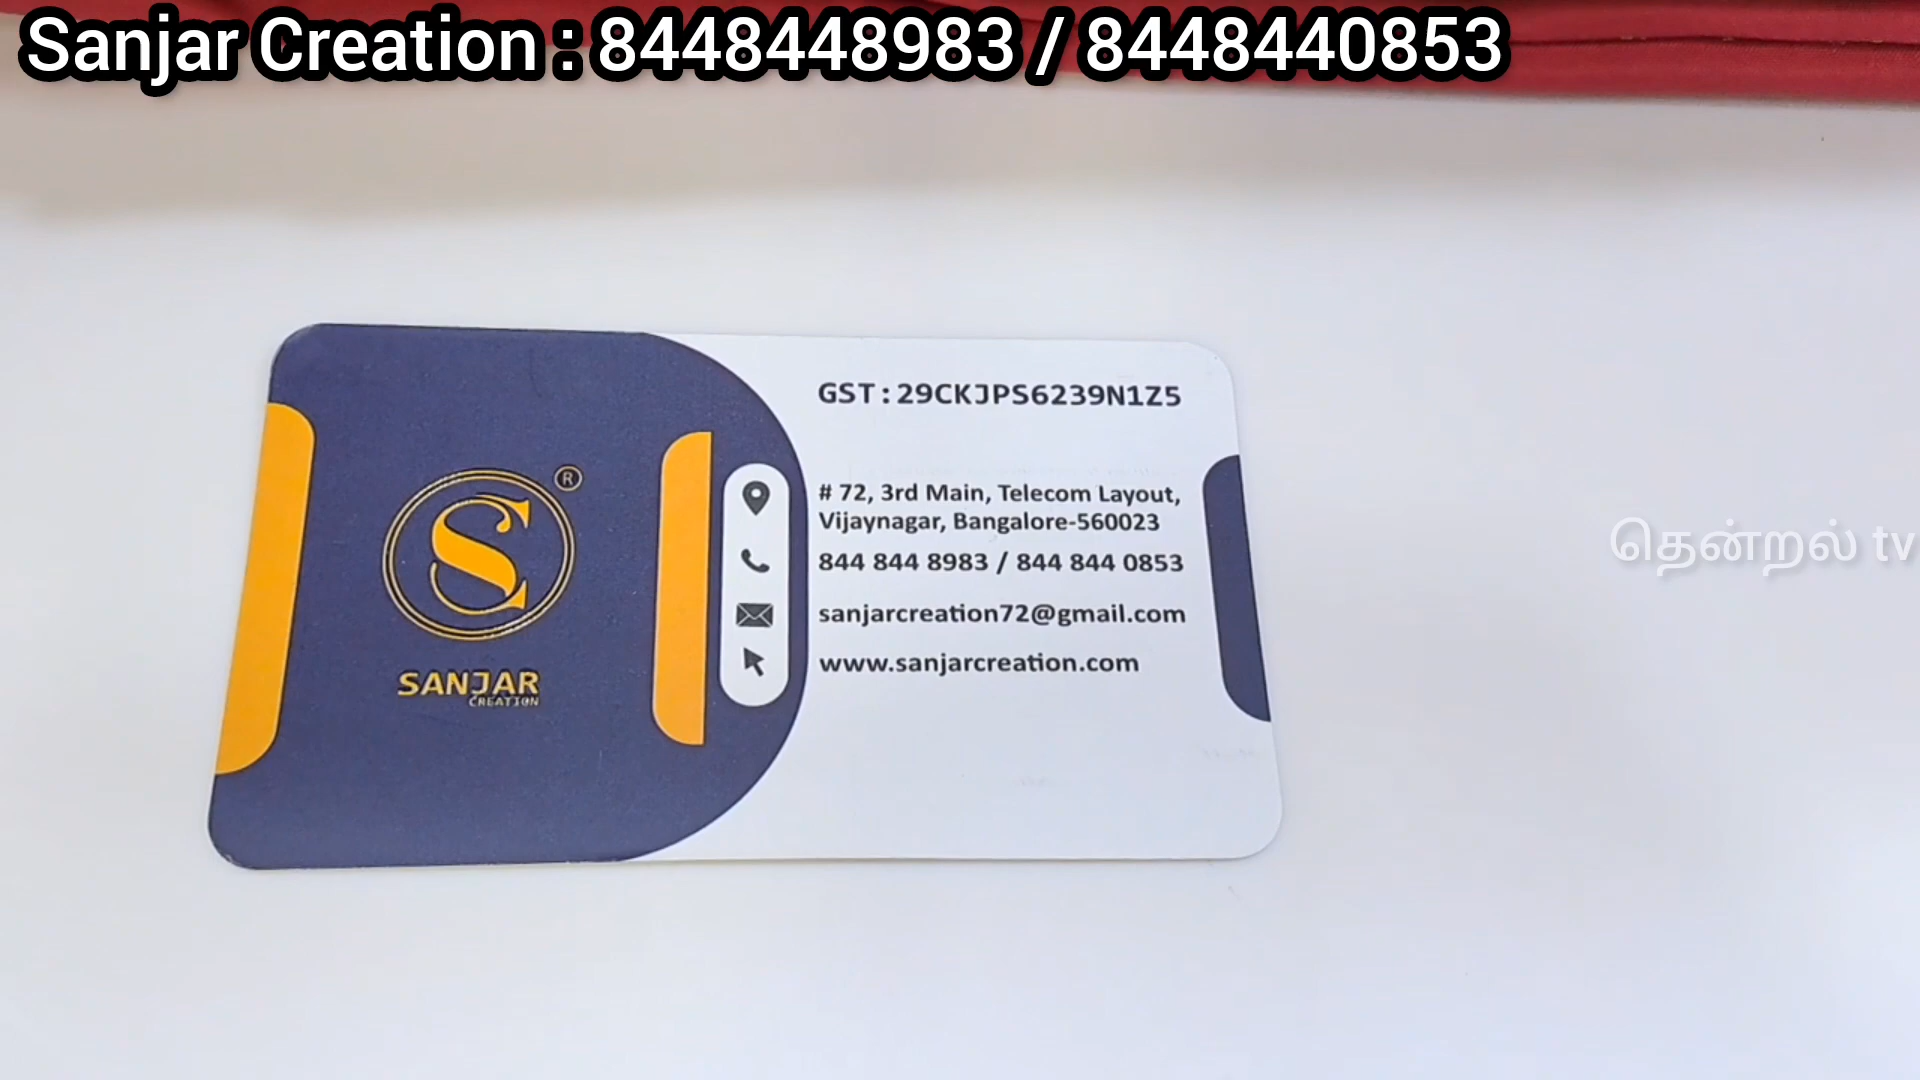 Sanjar Creation : 8448448983 / 8448440853
GST:29CKJPS6239N1Z5
# 72, 3rd Main, Telecom Layout,
Vijaynagar, Bangalore-560023
844 844 8983 / 844 844 0853
sanjarcreation72@gmail.com
www.sanjarcreation.com
S
®
SANJAR
CREATION
தென்றல் tv